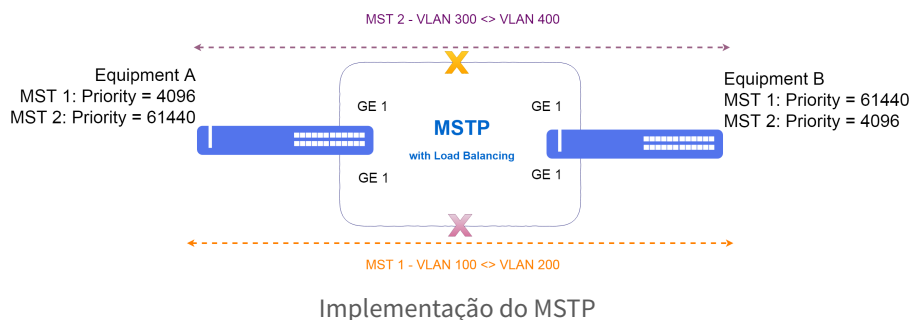 MST 2 - VLAN 300 <> VLAN 400
Equipment A
MST 1: Priority = 4096
MST 2: Priority = 61440
Equipment B
MST 1: Priority = 61440
MST 2: Priority = 4096
GE 1
GE 1
MSTP
with Load Balancing
GE 1
GE 1
MST 1 - VLAN 100 <> VLAN 200
Implementação do MSTP